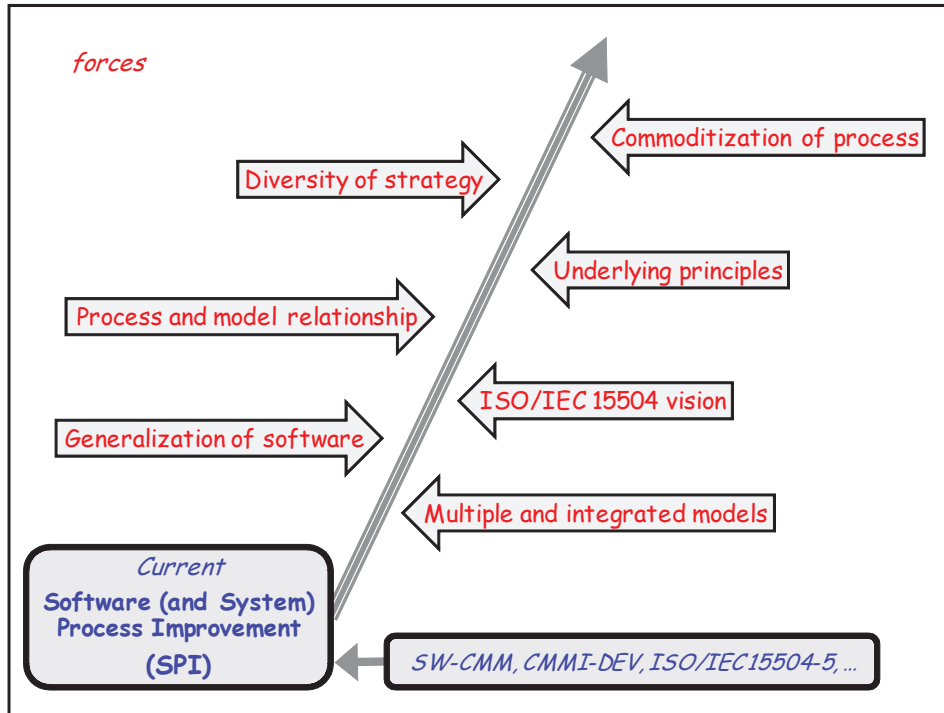 forces
Commoditization of process
Diversity of strategy
Underlying principles
Process and model relationship
ISO/IEC 15504 vision
Generalization of software
Multiple and integrated models
Current
Software (and System)
Process Improvement
(SPI)
SW-CMM, CMMI-DEV, ISO/IEC15504-5, ...